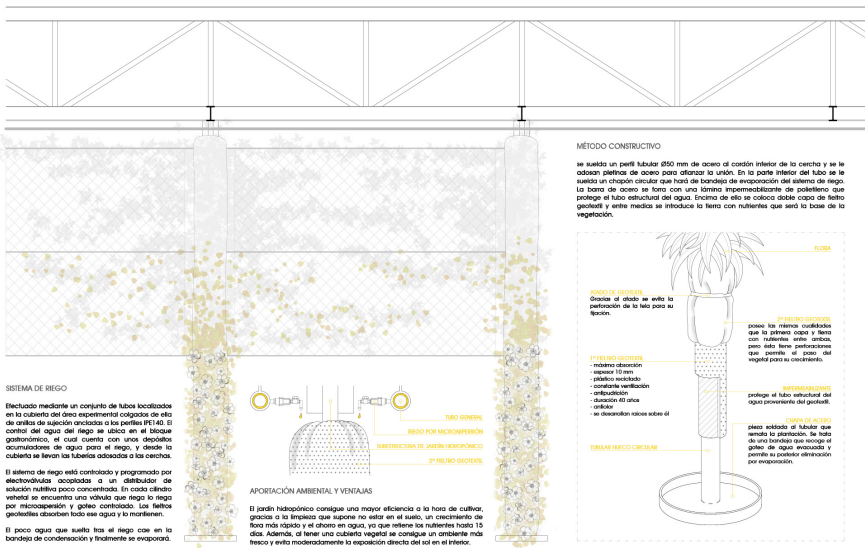 MÉTODO CONSTRUCTIVO
se suelda un perfil tubular Ø50 mm de acero al cordón inferior de la cercha y se le
adosan pletinas de acero para afianzar la unión. En la parte inferior del tubo se le
suelda un chapón circular que hará de bandeja de evaporación del sistema de riego.
La barra de acero se forra con una lámina impermeabilizante de polietileno que
protege el tubo estructural del agua. Encima de ello se coloca doble capa de fieltro
geotextil y entre medias se introduce la tierra con nutrientes que será la base de la
vegetación.
FLORA
ATADO DE GEOTEXTIL
Gracias al atado se evita la
perforación de la tela para su
fijación.
2º FIELTRO GEOTEXTIL
posee las mismas cualidades
que la primera capa y tierra
con nutrientes entre ambas,
pero ésta tiene perforaciones
que permite el paso del
vegetal para su crecimiento.
1º FIELTRO GEOTEXTIL
- máxima absorción
- espesor 10 mm
- plástico reciclado
- constante ventilación
- antipudrición
- duración 40 años
- antiolor
- se desarrollan raíces sobre él
IMPERMEABILIZANTE
protege el tubo estructural del
agua proveniente del geotextil.
CHAPA DE ACERO
pieza soldada al tubular que
remata la plantación. Se trata
de una bandeja que recoge el
goteo de agua evacuada y
permite su posterior eliminación
por evaporación.
TUBULAR HUECO CIRCULAR
SISTEMA DE RIEGO
Efectuado mediante un conjunto de tubos localizados
en la cubierta del área experimental colgados de ella
de anillas de sujeción ancladas a los perfiles IPE140. El
control del agua del riego se ubica en el bloque
gastronómico, el cual cuenta con unos depósitos
acumuladores de agua para el riego, y desde la
cubierta se llevan las tuberías adosadas a las cerchas.
El sistema de riego está controlado y programado por
electroválvulas acopladas a un distribuidor de
solución nutritiva poco concentrada. En cada cilindro
vehetal se encuentra una válvula que riega lo riega
por microaspersión y goteo controlado. Los fieltros
geotextiles absorben todo ese agua y lo mantienen.
El poco agua que suelta tras el riego cae en la
bandeja de condensación y finalmente se evaporará.
TUBO GENERAL
RIEGO POR MICROASPERSIÓN
SUBESTRUCTURA DE JARDÍN HIDROPÓNICO
2º FIELTRO GEOTEXTIL
APORTACIÓN AMBIENTAL Y VENTAJAS
El jardín hidropónico consigue una mayor eficiencia a la hora de cultivar,
gracias a la limpieza que supone no estar en el suelo, un crecimiento de
flora más rápido y el ahorro en agua, ya que retiene los nutrientes hasta 15
días. Además, al tener una cubierta vegetal se consigue un ambiente más
fresco y evita moderadamente la exposición directa del sol en el interior.